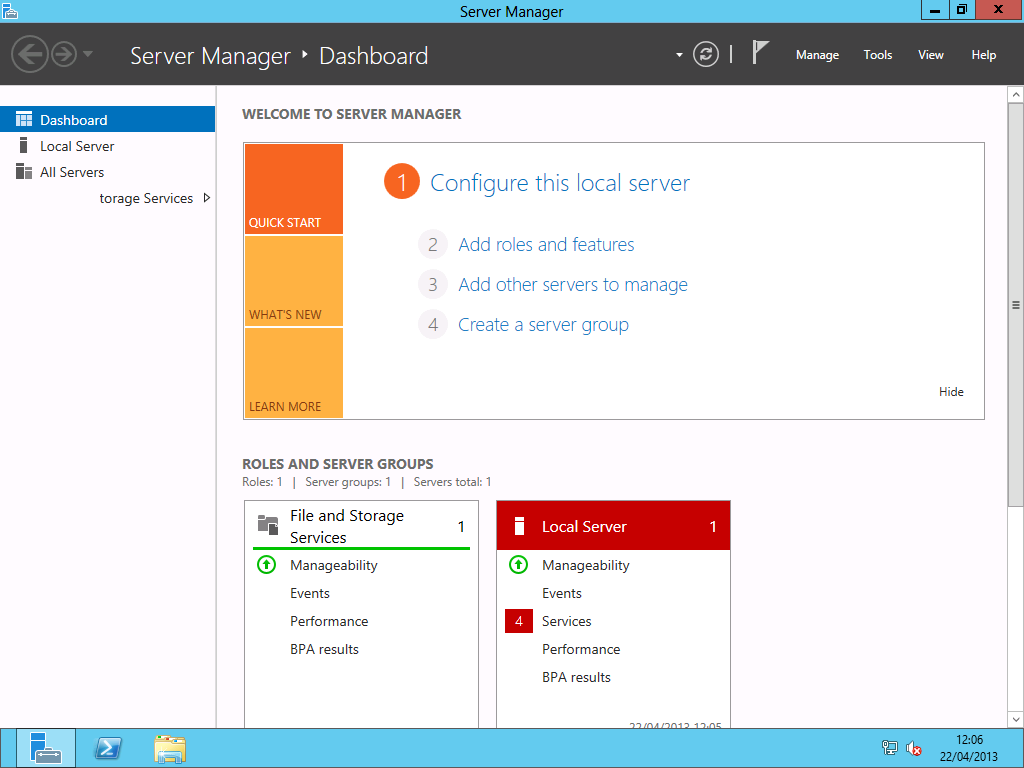 Server Manager
Server Manager Dashboard
Manage Tools View Help
Dashboard
Local Server
All Servers
torage Services
WELCOME TO SERVER MANAGER
QUICK START
WHAT'S NEW
LEARN MORE
1 Configure this local server
2 Add roles and features
3 Add other servers to manage
4 Create a server group
Hide
ROLES AND SERVER GROUPS
Roles: 1 | Server groups: 1 | Servers total: 1
File and Storage
Services
1
Manageability
Events
Performance
BPA results
Local Server 1
Manageability
Events
4 Services
Performance
BPA results
22/04/2013 12:05
12:06
22/04/2013